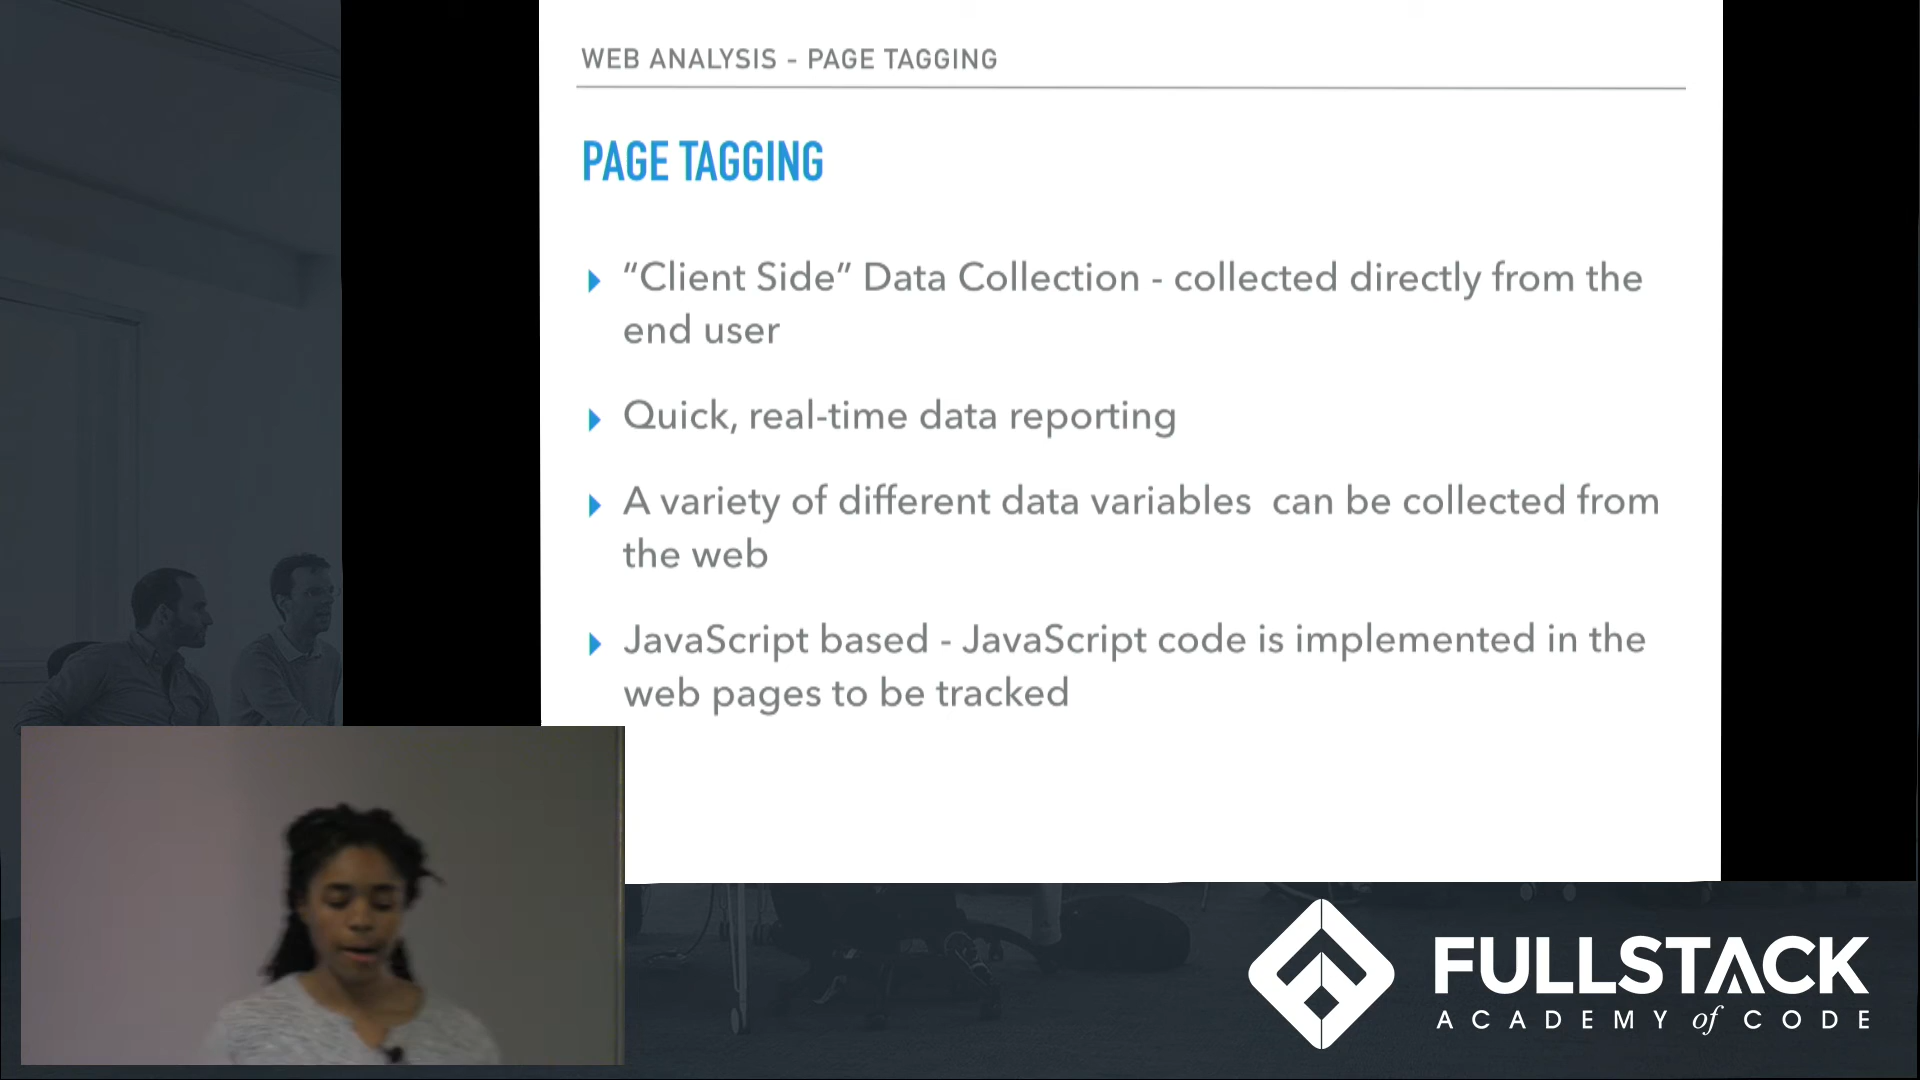 WEB ANALYSIS - PAGE TAGGING
PAGE TAGGING
“Client Side” Data Collection - collected directly from the
end user
Quick, real-time data reporting
A variety of different data variables can be collected from
the web
JavaScript based - JavaScript code is implemented in the
web pages to be tracked
FULLSTACK
ACADEMY of CODE